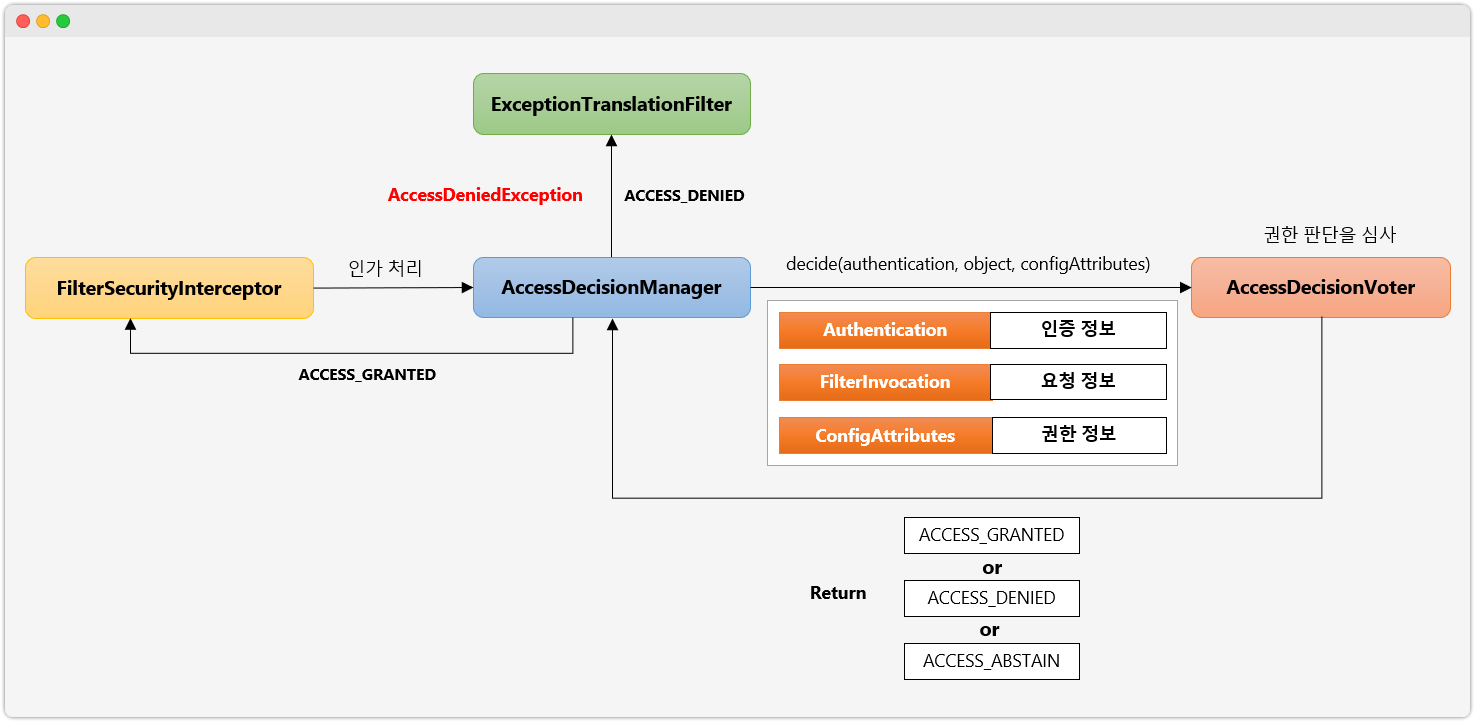 ExceptionTranslationFilter
AccessDeniedException
ACCESS_DENIED
권한 판단을 심사
인가 처리
decide(authentication, object, configAttributes)
FilterSecurityInterceptor
AccessDecisionManager
AccessDecisionVoter
Authentication
인증 정보
FilterInvocation
요청 정보
ACCESS_GRANTED
ConfigAttributes
권한 정보
ACCESS_GRANTED
or
Return
ACCESS_DENIED
or
ACCESS_ABSTAIN